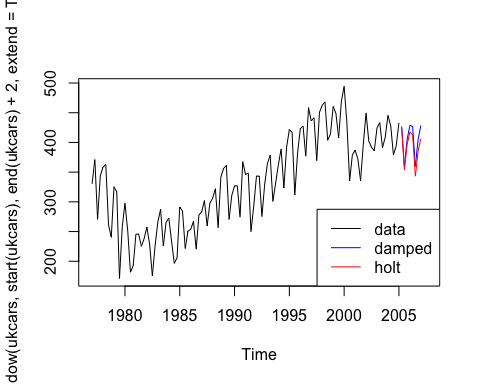 dow(ukcars, start(ukcars), end(ukcars) + 2, extend = T
500
400
300
200
data
damped
holt
1980 1985 1990 1995 2000 2005
Time